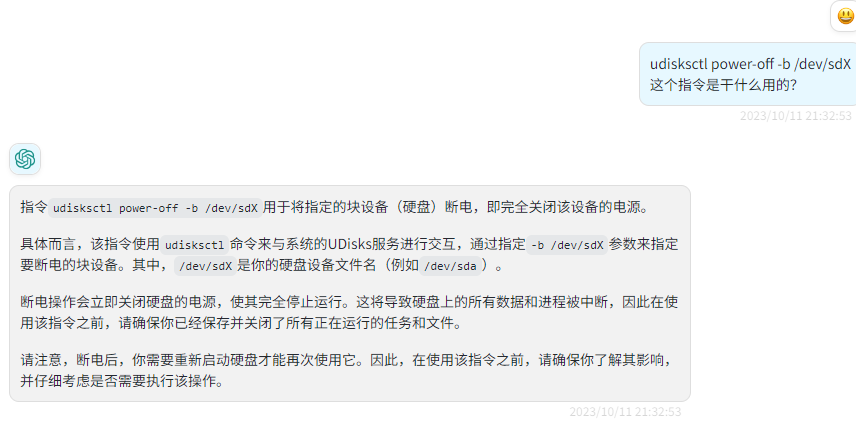 udisksctl power-off -b /dev/sdX
这个指令是干什么用的?
2023/10/11 21:32:53
指令 udisksctl power-off -b /dev/sdX 用于将指定的块设备（硬盘）断电，即完全关闭该设备的电源。
具体而言，该指令使用 udisksctl 命令来与系统的UDisks服务进行交互，通过指定 -b /dev/sdX 参数来指定
要断电的块设备。其中， /dev/sdX 是你的硬盘设备文件名（例如 /dev/sda ）。
断电操作会立即关闭硬盘的电源，使其完全停止运行。这将导致硬盘上的所有数据和进程被中断，因此在使
用该指令之前，请确保你已经保存并关闭了所有正在运行的任务和文件。
请注意，断电后，你需要重新启动硬盘才能再次使用它。因此，在使用该指令之前，请确保你了解其影响，
并仔细考虑是否需要执行该操作。
2023/10/11 21:32:53